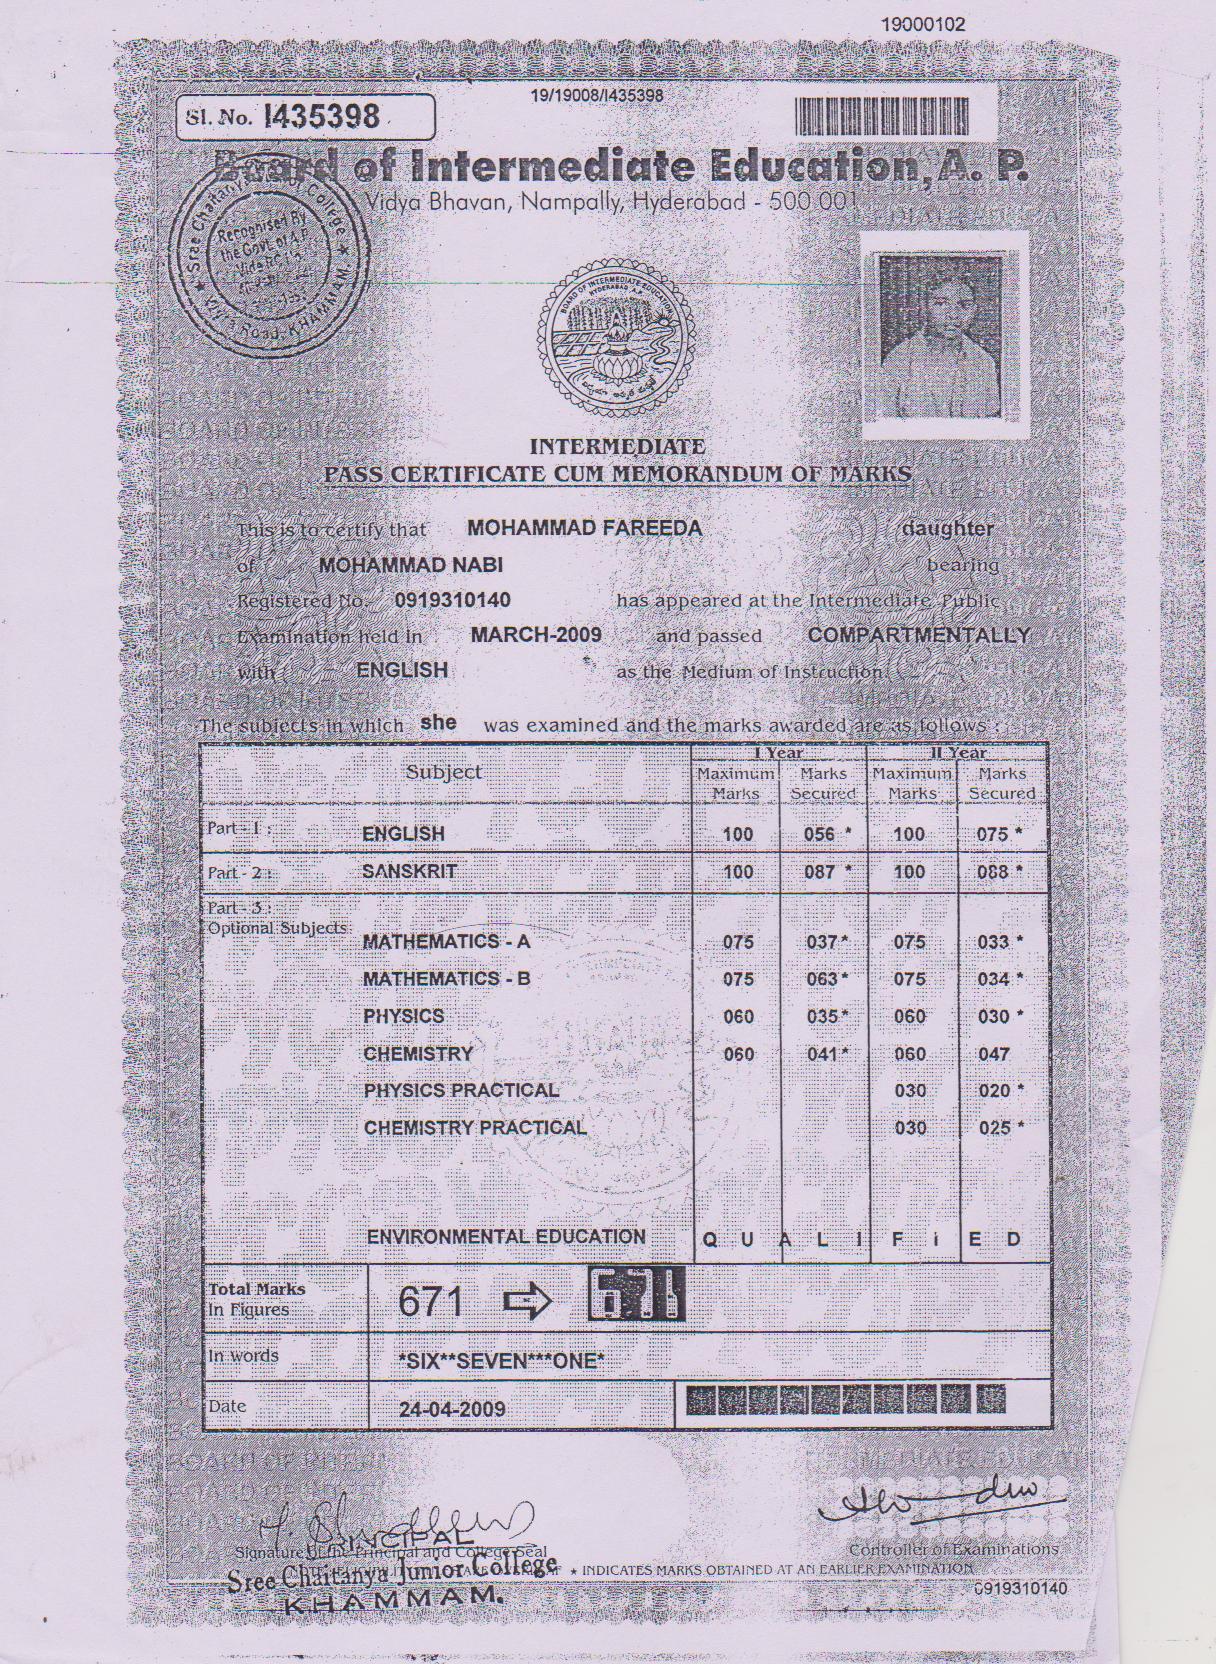 19000102
19/19008/I435398
Sl. No. I435398
Board of Intermediate Education, A. P.
Vidya Bhavan, Nampally, Hyderabad - 500 001
Sree Chaitanya College
Recognised By
the Govt. of A.P.
Road, KHAMMAM
BOARD OF INTERMEDIATE EDUCATION
HYDERABAD
INTERMEDIATE
PASS CERTIFICATE CUM MEMORANDUM OF MARKS
This is to certify that MOHAMMAD FAREEDA daughter
of MOHAMMAD NABI bearing
Registered No. 0919310140 has appeared at the Intermediate Public
Examination held in MARCH-2009 and passed COMPARTMENTALLY
with ENGLISH as the Medium of Instruction
The subjects in which she was examined and the marks awarded are as follows :
Subject I Year II Year
Maximum Marks Marks Secured Maximum Marks Marks Secured
Part - 1 : ENGLISH 100 056 * 100 075 *
Part - 2 : SANSKRIT 100 087 * 100 088 *
Part - 3 :
Optional Subjects
MATHEMATICS - A 075 037 * 075 033 *
MATHEMATICS - B 075 063 * 075 034 *
PHYSICS 060 035 * 060 030 *
CHEMISTRY 060 041 * 060 047
PHYSICS PRACTICAL 030 020 *
CHEMISTRY PRACTICAL 030 025 *
ENVIRONMENTAL EDUCATION Q U A L I F i E D
Total Marks
In Figures 671 671
In words *SIX**SEVEN***ONE*
Date 24-04-2009
PRINCIPAL
Signature of the Principal and College Seal
Controller of Examinations
Sree Chaitanya Junior College
* INDICATES MARKS OBTAINED AT AN EARLIER EXAMINATION
KHAMMAM.
0919310140